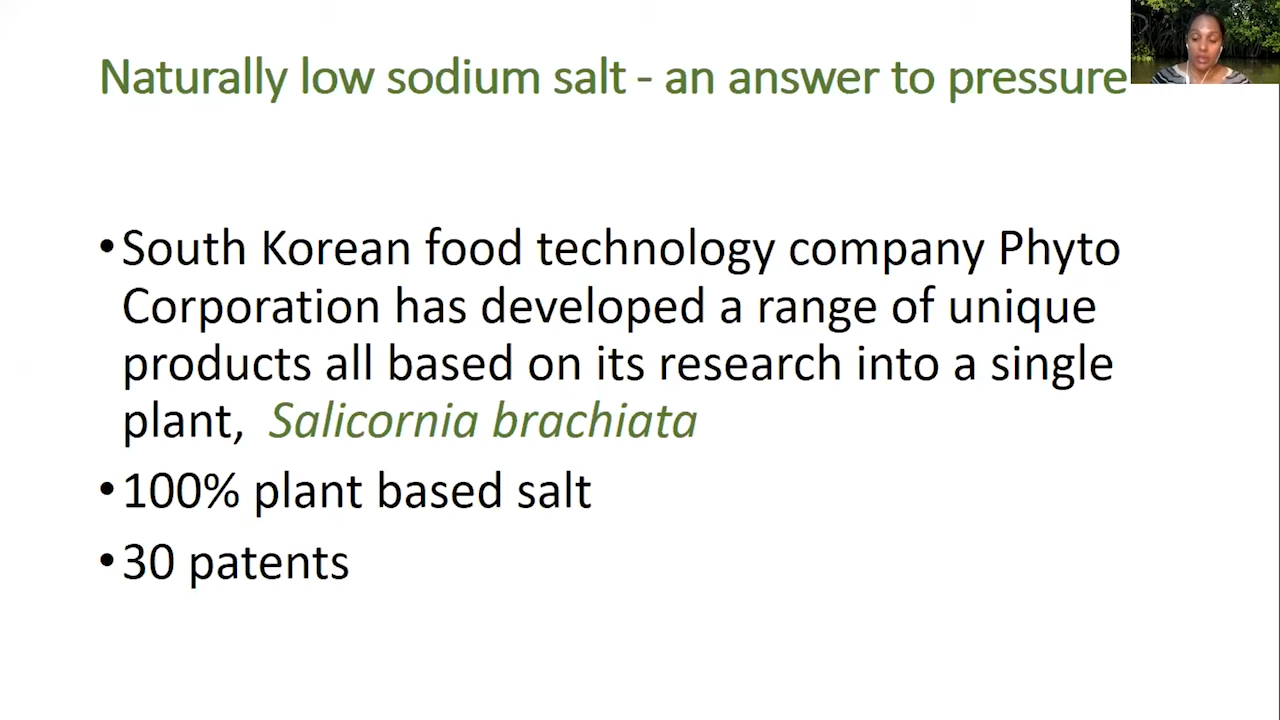 Naturally low sodium salt - an answer to pressure
•South Korean food technology company Phyto
Corporation has developed a range of unique
products all based on its research into a single
plant, Salicornia brachiata
•100% plant based salt
•30 patents